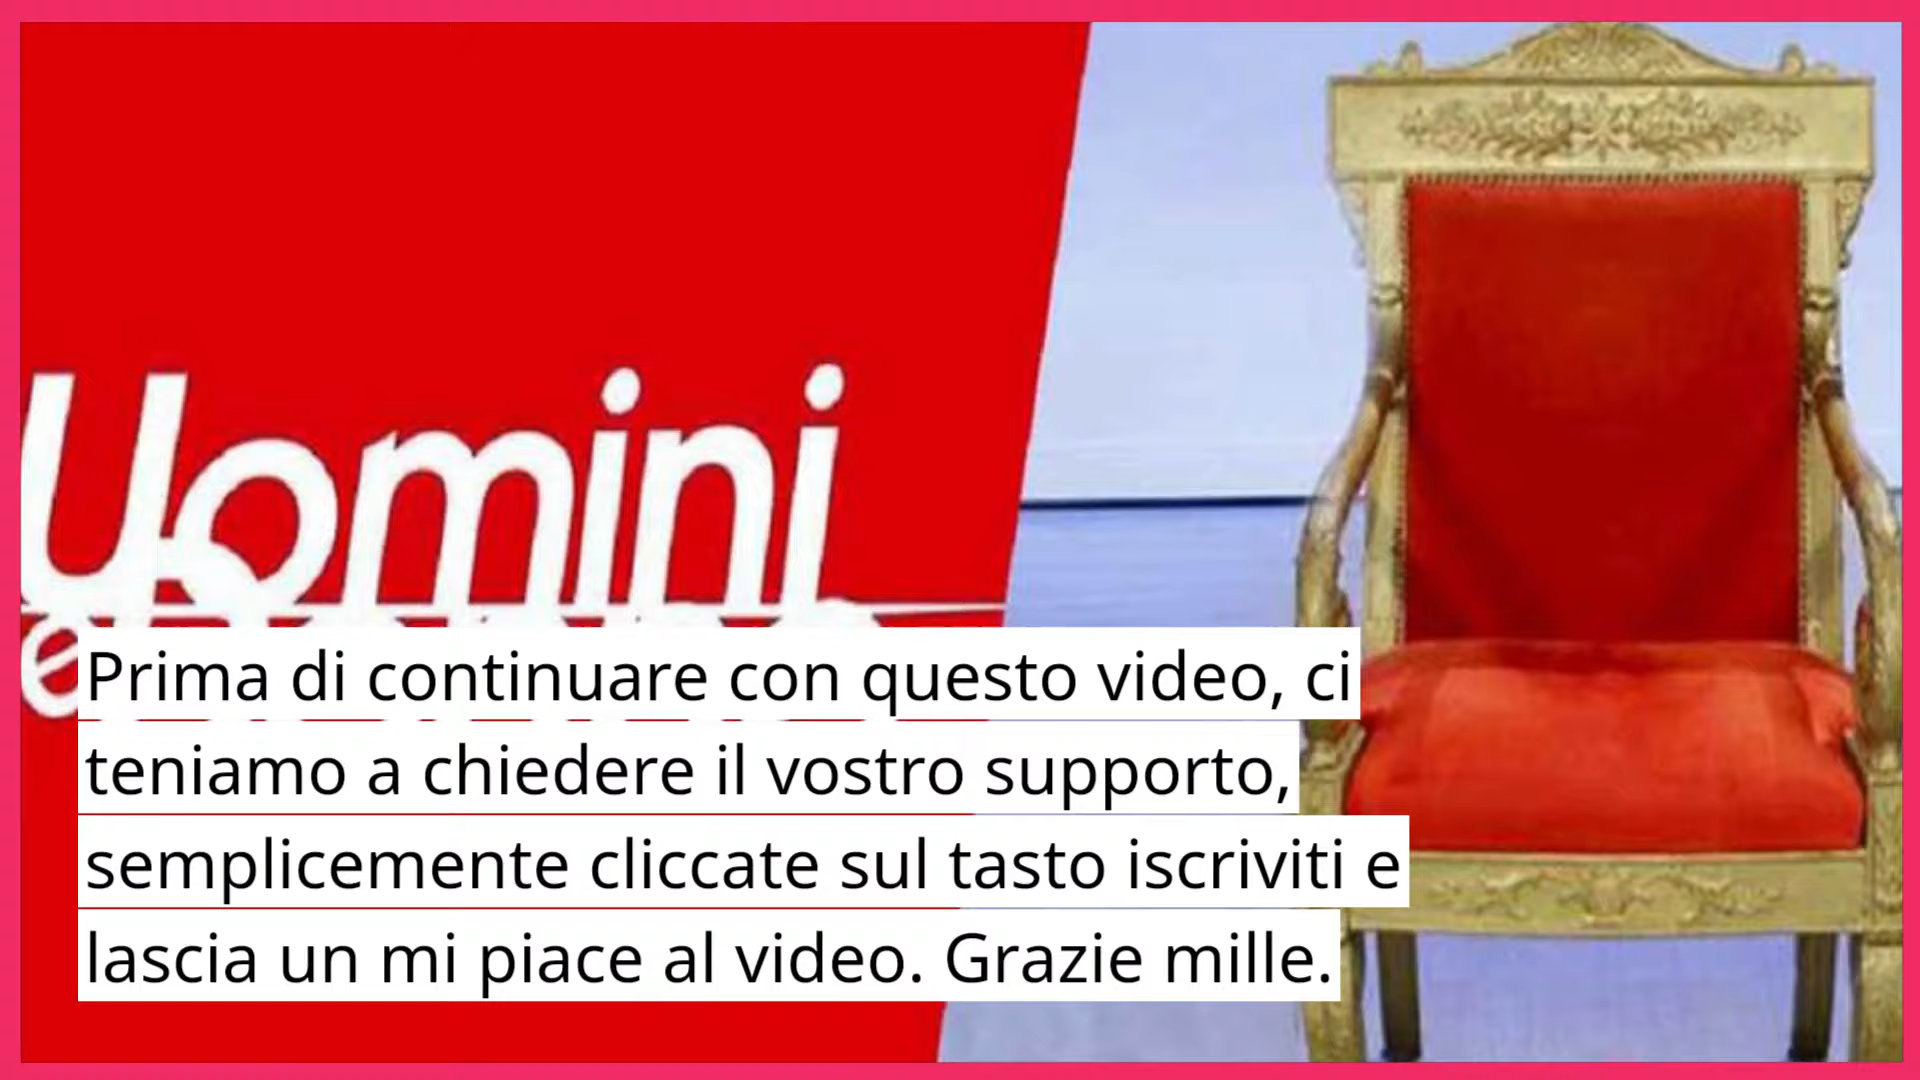 Uomini
e
Prima di continuare con questo video, ci
teniamo a chiedere il vostro supporto,
semplicemente cliccate sul tasto iscriviti e
lascia un mi piace al video. Grazie mille.